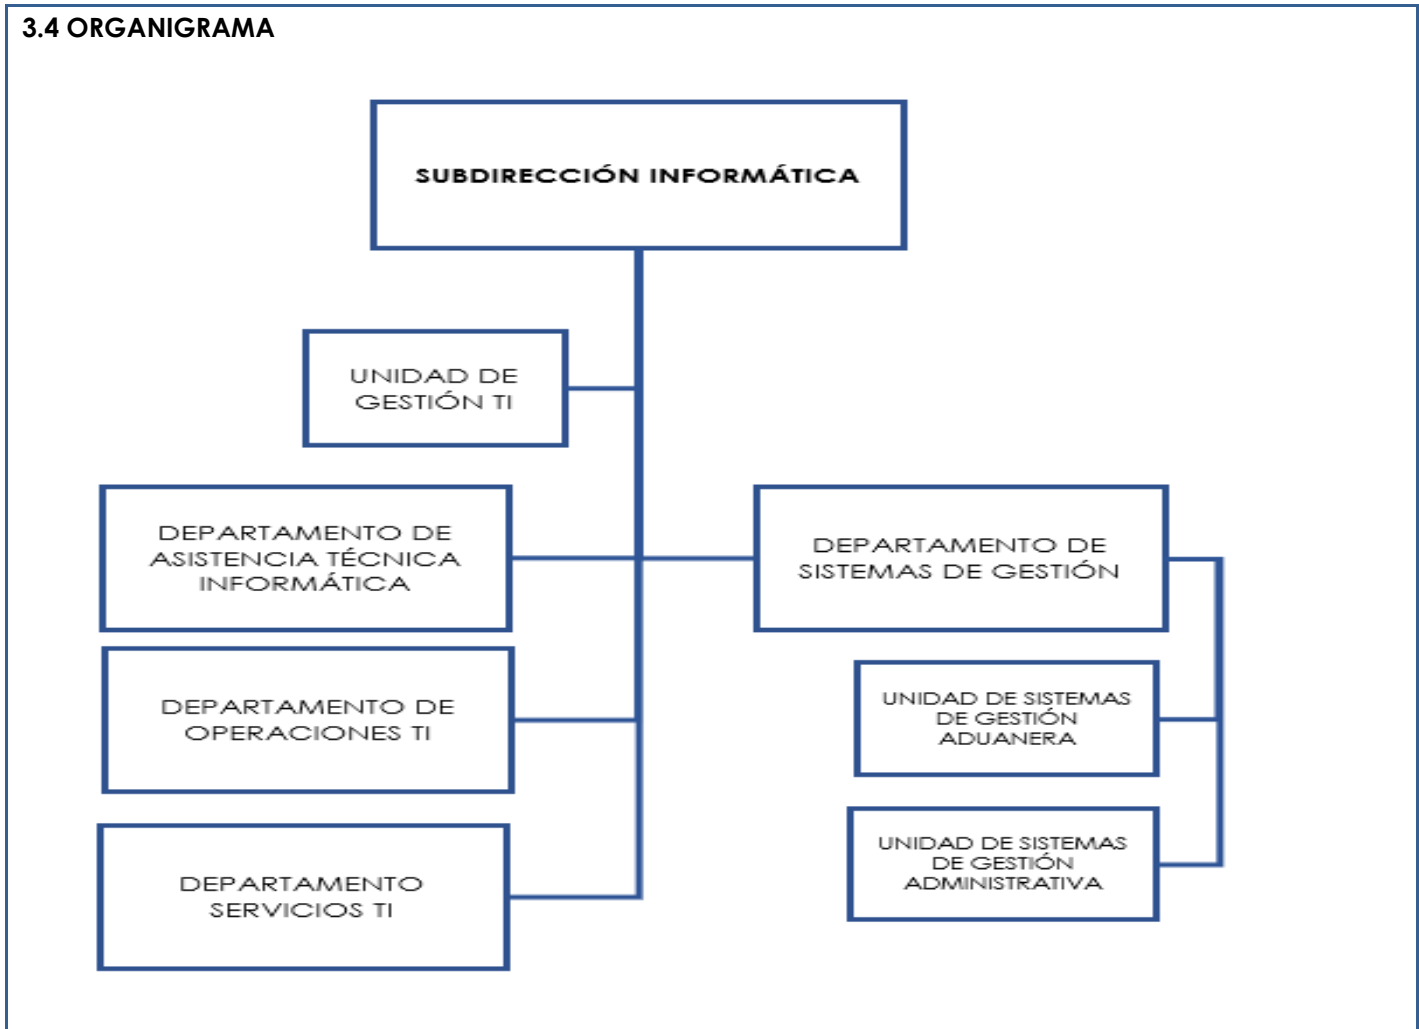 3.4 ORGANIGRAMA
SUBDIRECCIÓN INFORMÁTICA
UNIDAD DE
GESTIÓN TI
DEPARTAMENTO DE
ASISTENCIA TÉCNICA
INFORMÁTICA
DEPARTAMENTO DE
SISTEMAS DE GESTIÓN
DEPARTAMENTO DE
OPERACIONES TI
UNIDAD DE SISTEMAS
DE GESTIÓN
ADUANERA
DEPARTAMENTO
SERVICIOS TI
UNIDAD DE SISTEMAS
DE GESTIÓN
ADMINISTRATIVA